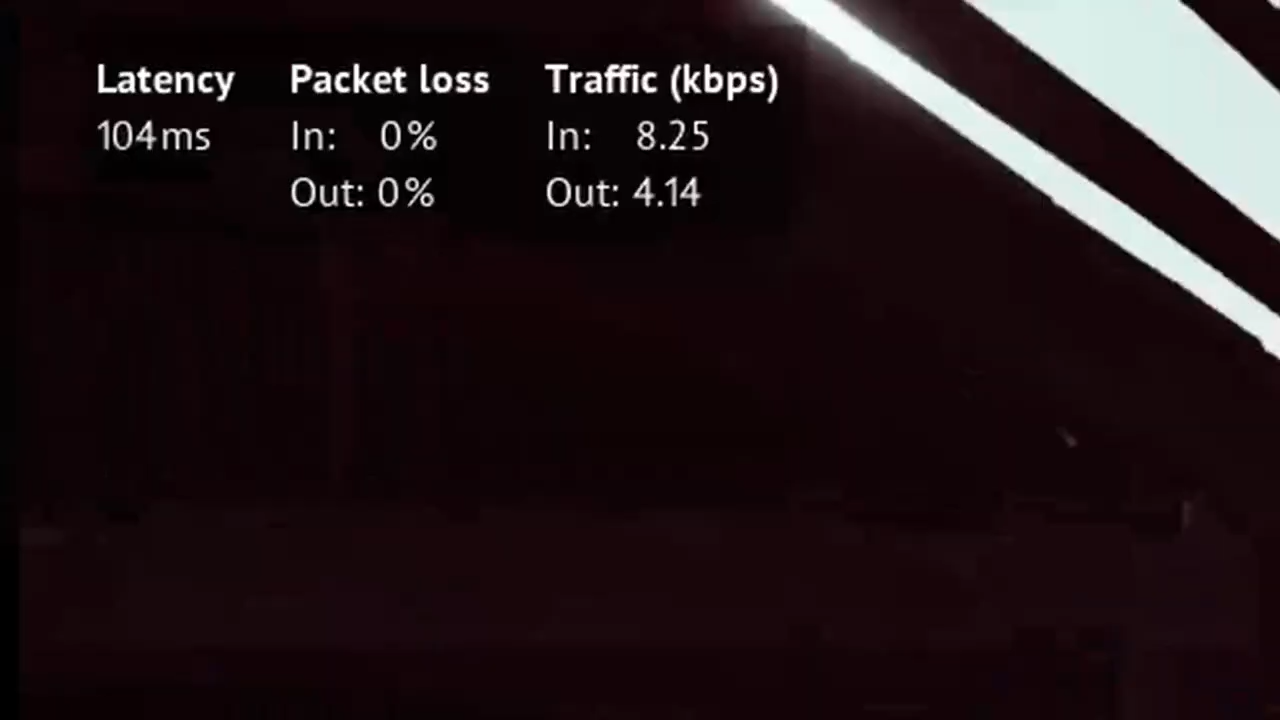 Latency Packet loss Traffic (kbps)
104ms In: 0% In: 8.25
Out: 0% Out: 4.14